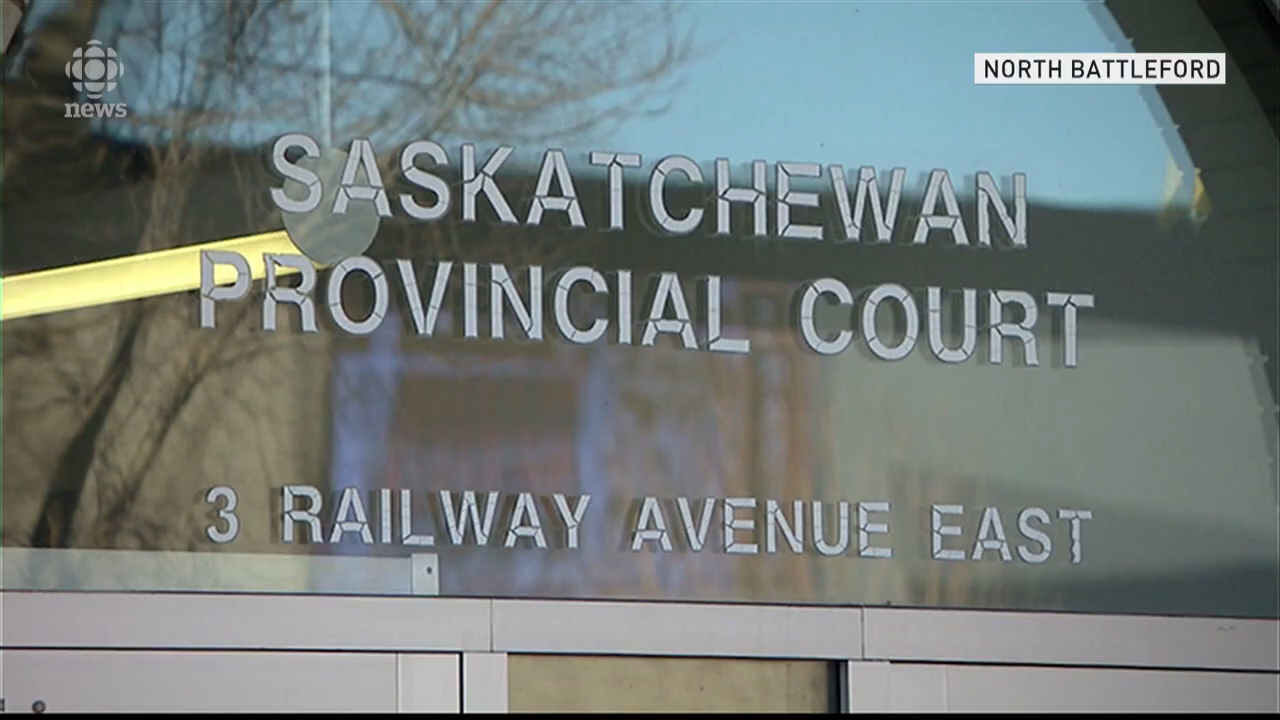 news
NORTH BATTLEFORD
SASKATCHEWAN
PROVINCIAL COURT
3 RAILWAY AVENUE EAST